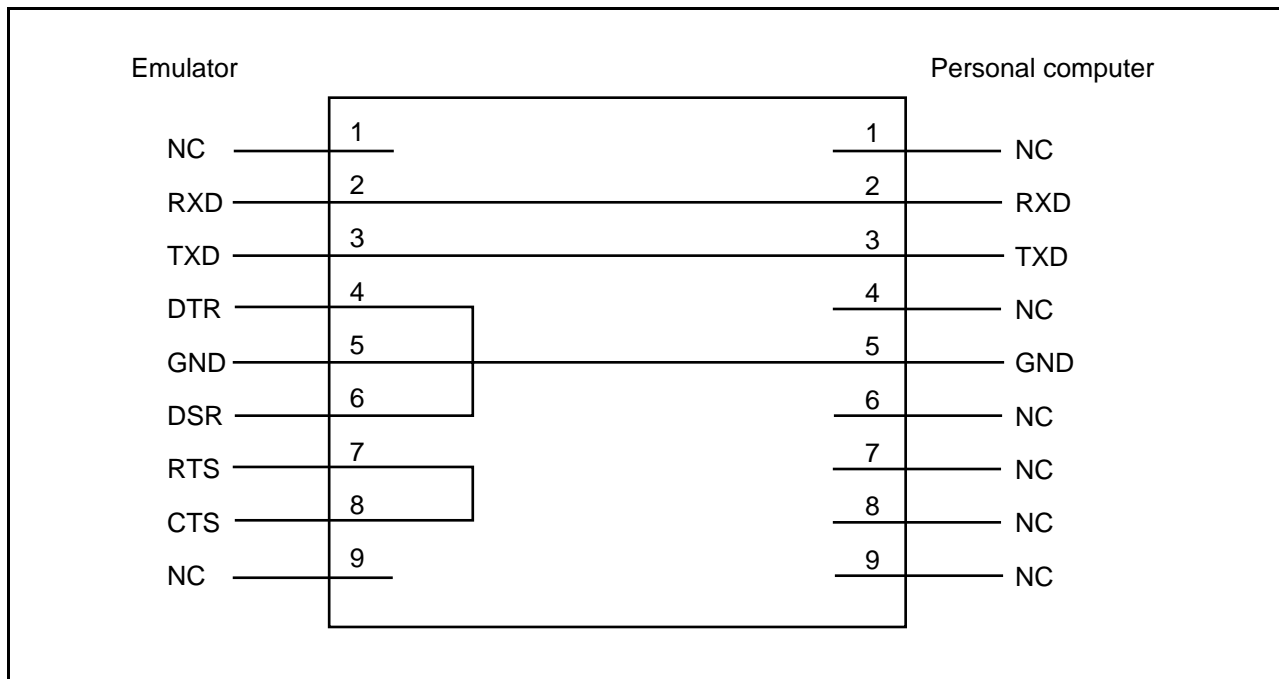 Emulator Personal computer
NC 1 1 NC
RXD 2 2 RXD
TXD 3 3 TXD
DTR 4 4 NC
GND 5 5 GND
DSR 6 6 NC
RTS 7 7 NC
CTS 8 8 NC
NC 9 9 NC